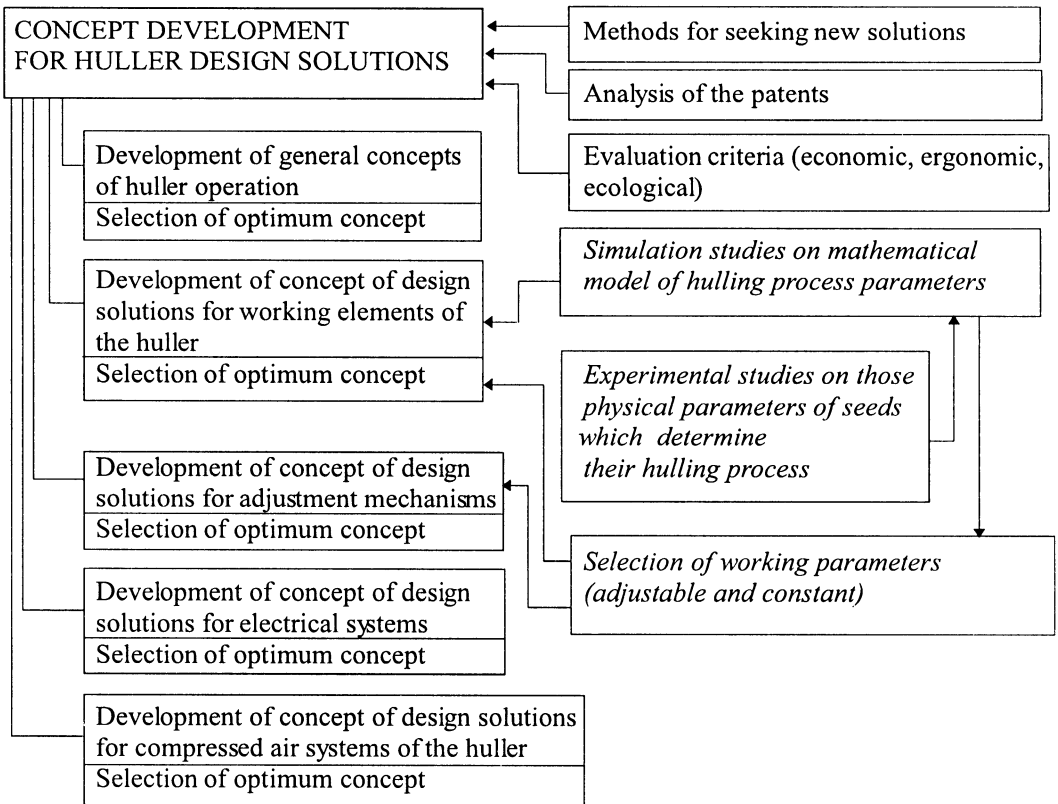 CONCEPT DEVELOPMENT
FOR HULLER DESIGN SOLUTIONS
Methods for seeking new solutions
Analysis of the patents
Evaluation criteria (economic, ergonomic,
ecological)
Development of general concepts
of huller operation
Selection of optimum concept
Development of concept of design
solutions for working elements of
the huller
Selection of optimum concept
Simulation studies on mathematical
model of hulling process parameters
Experimental studies on those
physical parameters of seeds
which determine
their hulling process
Development of concept of design
solutions for adjustment mechanisms
Selection of optimum concept
Selection of working parameters
(adjustable and constant)
Development of concept of design
solutions for electrical systems
Selection of optimum concept
Development of concept of design solutions
for compressed air systems of the huller
Selection of optimum concept